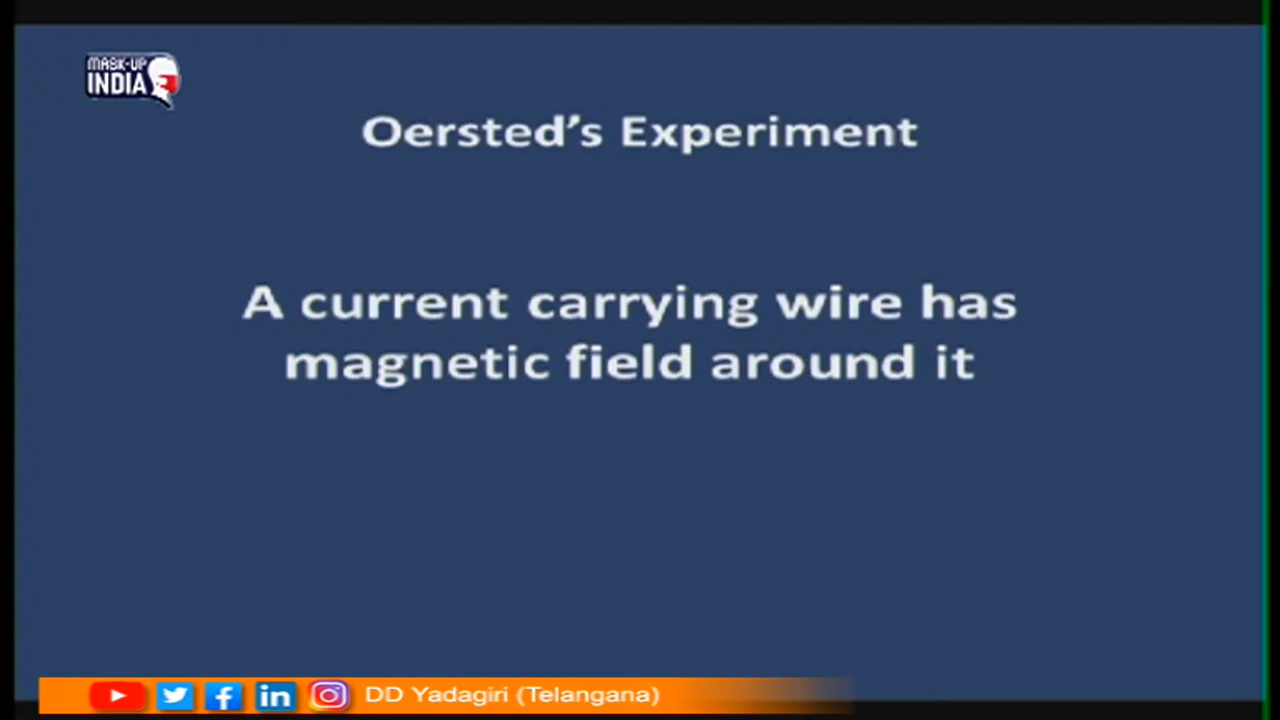 MASK-UP
INDIA
Oersted’s Experiment
A current carrying wire has
magnetic field around it
DD Yadagiri (Telangana)